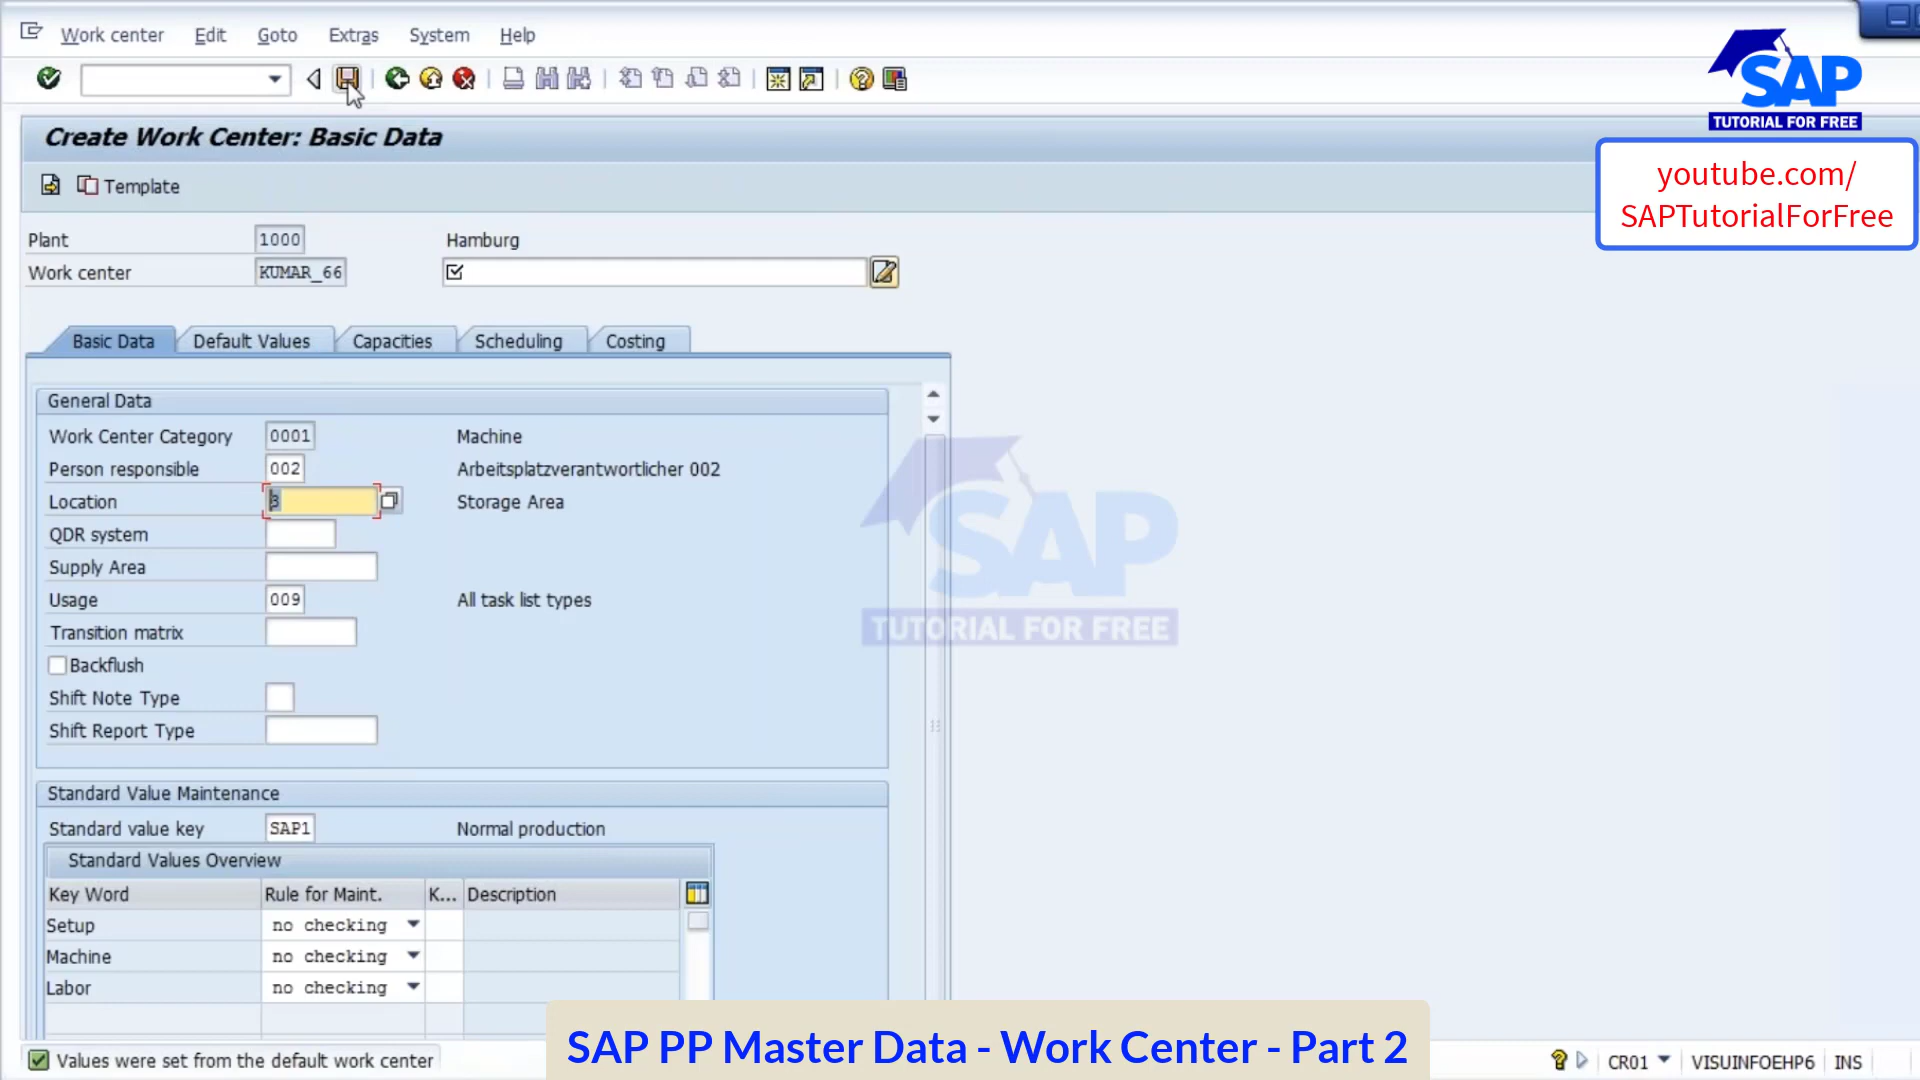 Work center Edit Goto Extras System Help
SAP
TUTORIAL FOR FREE
Create Work Center: Basic Data
youtube.com/
SAPTutorialForFree
Template
Plant 1000 Hamburg
Work center KUMAR_66
Basic Data Default Values Capacities Scheduling Costing
General Data
Work Center Category 0001 Machine
Person responsible 002 Arbeitsplatzverantwortlicher 002
Location 3 Storage Area
QDR system
Supply Area
Usage 009 All task list types
Transition matrix
Backflush
Shift Note Type
Shift Report Type
SAP
TUTORIAL FOR FREE
Standard Value Maintenance
Standard value key SAP1 Normal production
Standard Values Overview
Key Word Rule for Maint. K... Description
Setup no checking
Machine no checking
Labor no checking
SAP PP Master Data - Work Center - Part 2
Values were set from the default work center
CR01 VISUINFOEHP6 INS